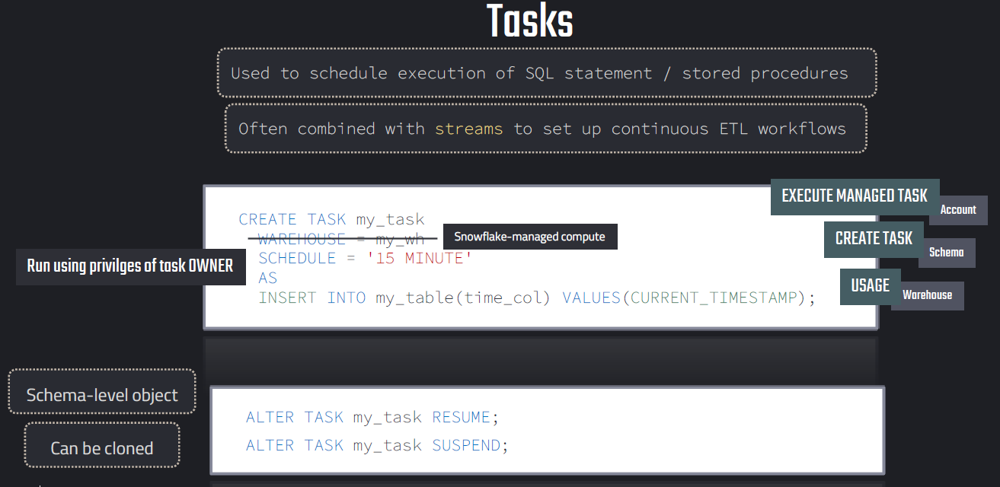 Tasks
Used to schedule execution of SQL statement / stored procedures
Often combined with streams to set up continuous ETL workflows
EXECUTE MANAGED TASK
Account
CREATE TASK my_task
WAREHOUSE = my_wh
Snowflake-managed compute
CREATE TASK
Schema
SCHEDULE = '15 MINUTE'
Run using privilges of task OWNER
AS
USAGE
Warehouse
INSERT INTO my_table(time_col) VALUES(CURRENT_TIMESTAMP);
Schema-level object
Can be cloned
ALTER TASK my_task RESUME;
ALTER TASK my_task SUSPEND;